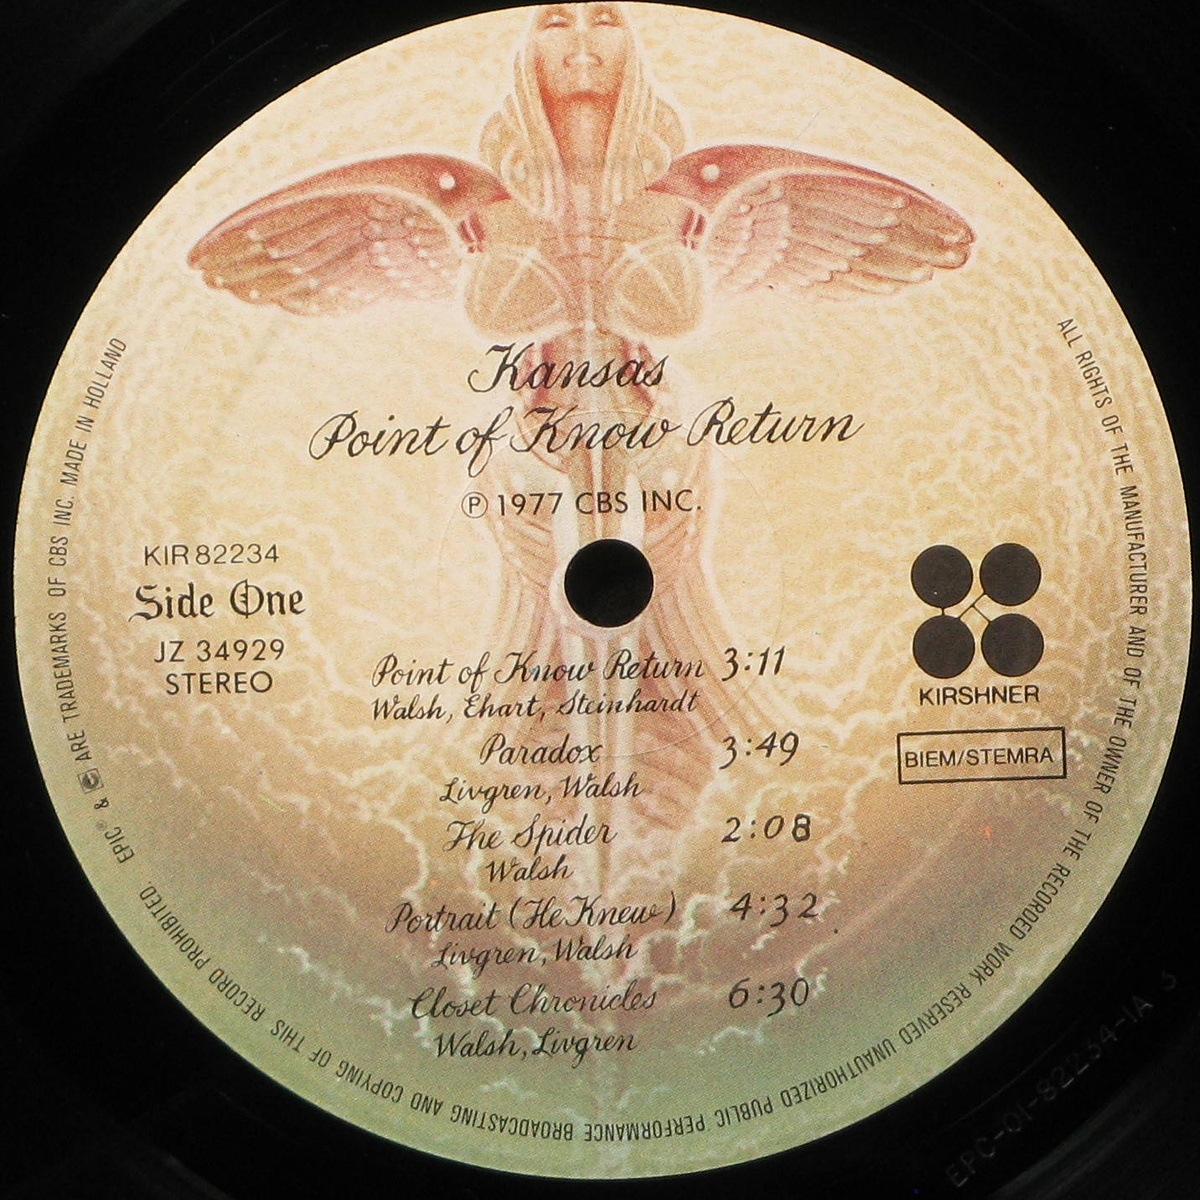 Kansas
Point of Know Return
Ⓟ 1977 CBS INC.
KIR 82234
Side One
JZ 34929
STEREO
KIRSHNER
BIEM/STEMRA
Point of Know Return 3:11
Walsh, Ehart, Steinhardt
Paradox 3:49
Livgren, Walsh
The Spider 2:08
Walsh
Portrait (He Knew) 4:32
Livgren, Walsh
Closet Chronicles 6:30
Walsh, Livgren
EPIC® & ARE TRADEMARKS OF CBS INC. MADE IN HOLLAND
ALL RIGHTS OF THE MANUFACTURER AND OF THE OWNER OF THE RECORDED WORK RESERVED UNAUTHORIZED PUBLIC PERFORMANCE BROADCASTING AND COPYING OF THIS RECORD PROHIBITED.
EPC-01-82234-1A 3